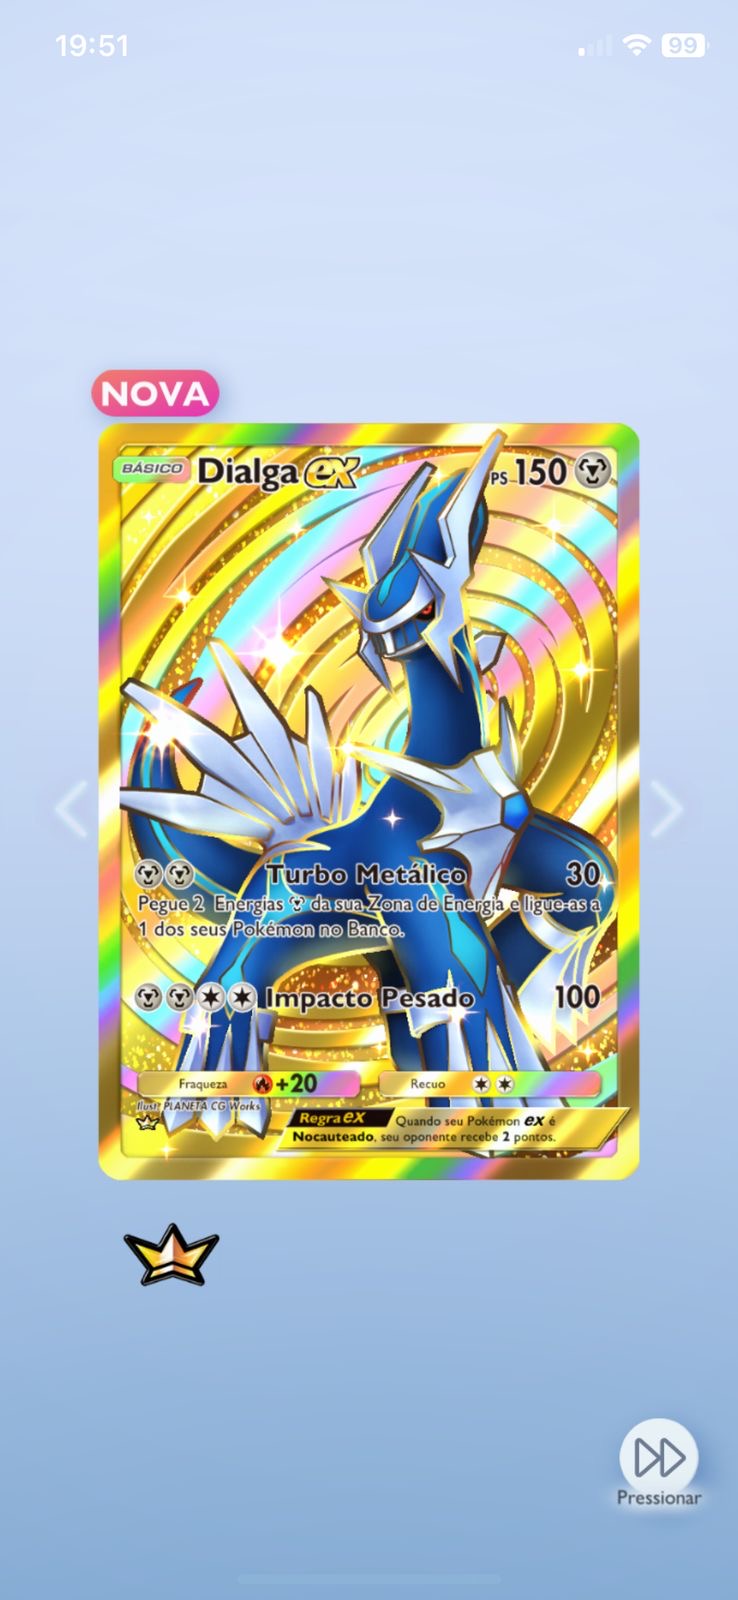 19:51
99
NOVA
BÁSICO Dialga ex PS 150
Turbo Metálico 30
Pegue 2 Energias da sua Zona de Energia e ligue-as a
1 dos seus Pokémon no Banco.
Impacto Pesado 100
Fraqueza +20 Recuo
Ilust. PLANETA CG Works
Regra ex Quando seu Pokémon ex é
Nocauteado, seu oponente recebe 2 pontos.
Pressionar